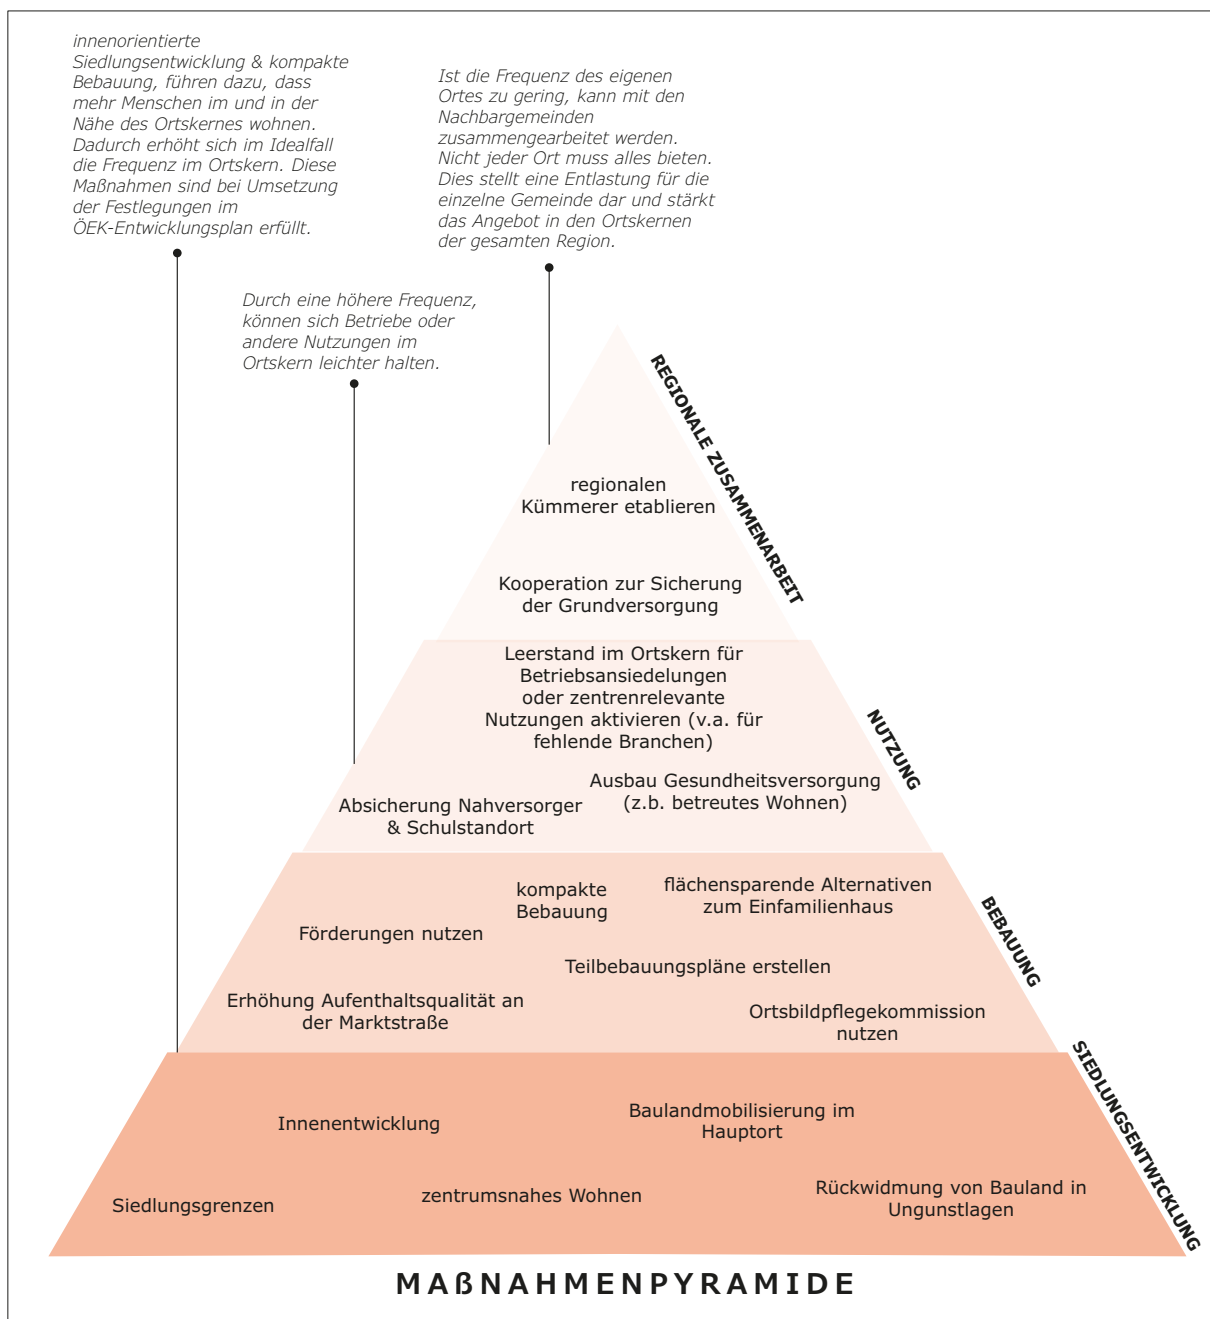 innenorientierte
Siedlungsentwicklung & kompakte
Bebauung, führen dazu, dass
mehr Menschen im und in der
Nähe des Ortskernes wohnen.
Dadurch erhöht sich im Idealfall
die Frequenz im Ortskern. Diese
Maßnahmen sind bei Umsetzung
der Festlegungen im
ÖEK-Entwicklungsplan erfüllt.
Ist die Frequenz des eigenen
Ortes zu gering, kann mit den
Nachbargemeinden
zusammengearbeitet werden.
Nicht jeder Ort muss alles bieten.
Dies stellt eine Entlastung für die
einzelne Gemeinde dar und stärkt
das Angebot in den Ortskernen
der gesamten Region.
Durch eine höhere Frequenz,
können sich Betriebe oder
andere Nutzungen im
Ortskern leichter halten.
REGIONALE ZUSAMMENARBEIT
regionalen
Kümmerer etablieren
Kooperation zur Sicherung
der Grundversorgung
NUTZUNG
Leerstand im Ortskern für
Betriebsansiedelungen
oder zentrenrelevante
Nutzungen aktivieren (v.a. für
fehlende Branchen)
Ausbau Gesundheitsversorgung
(z.b. betreutes Wohnen)
Absicherung Nahversorger
& Schulstandort
BEBAUUNG
kompakte
Bebauung
flächensparende Alternativen
zum Einfamilienhaus
Förderungen nutzen
Teilbebauungspläne erstellen
Erhöhung Aufenthaltsqualität an
der Marktstraße
Ortsbildpflegekommission
nutzen
SIEDLUNGSENTWICKLUNG
Innenentwicklung
Baulandmobilisierung im
Hauptort
Siedlungsgrenzen
zentrumsnahes Wohnen
Rückwidmung von Bauland in
Ungunstlagen
MAßNAHMENPYRAMIDE